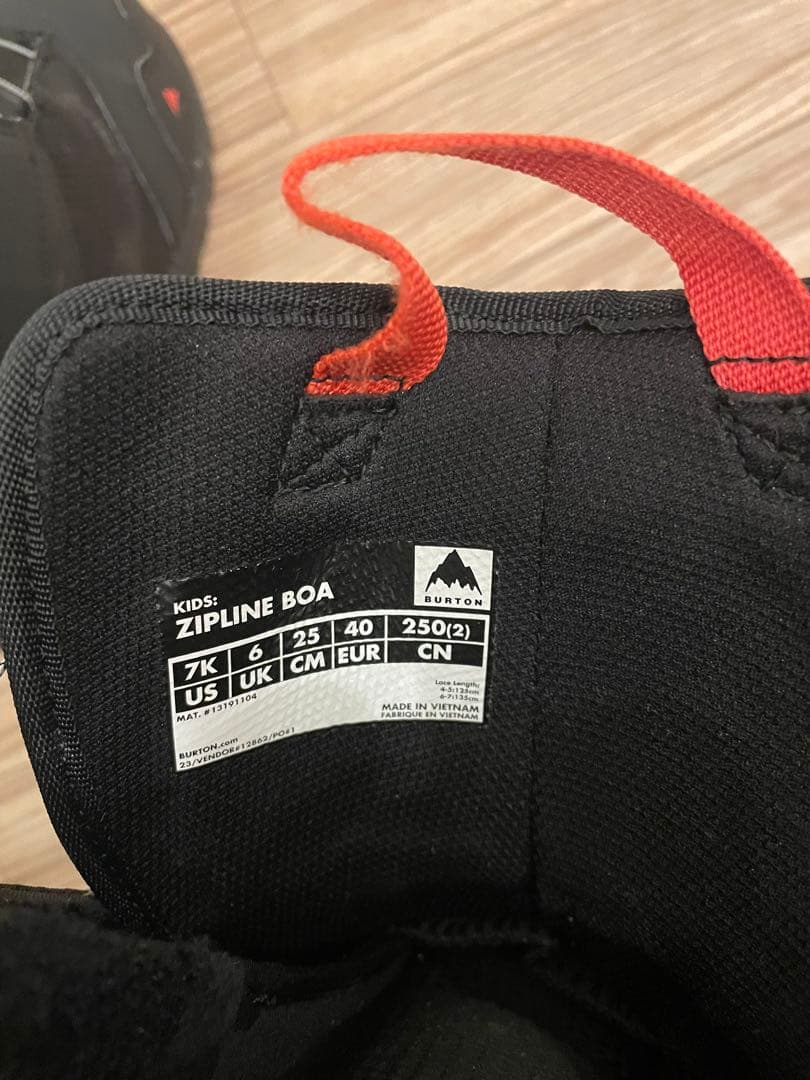 KIDS:
ZIPLINE BOA
BURTON
7K 6 25 40 250(2)
US UK CM EUR CN
MAT. #13191104
Lace Length:
4-5:125cm
6-7:135cm
MADE IN VIETNAM
FABRIQUE EN VIETNAM
BURTON.com
23/VENDOR#12862/PO#1